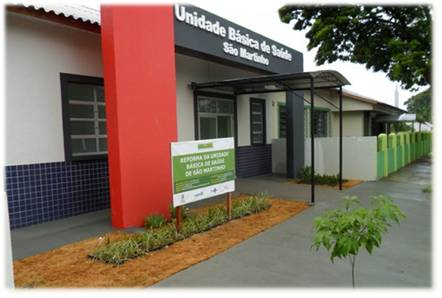 Unidade Básica de Saúde
São Martinho
REFORMA DA UNIDADE
BÁSICA DE SAÚDE
DE SÃO MARTINHO